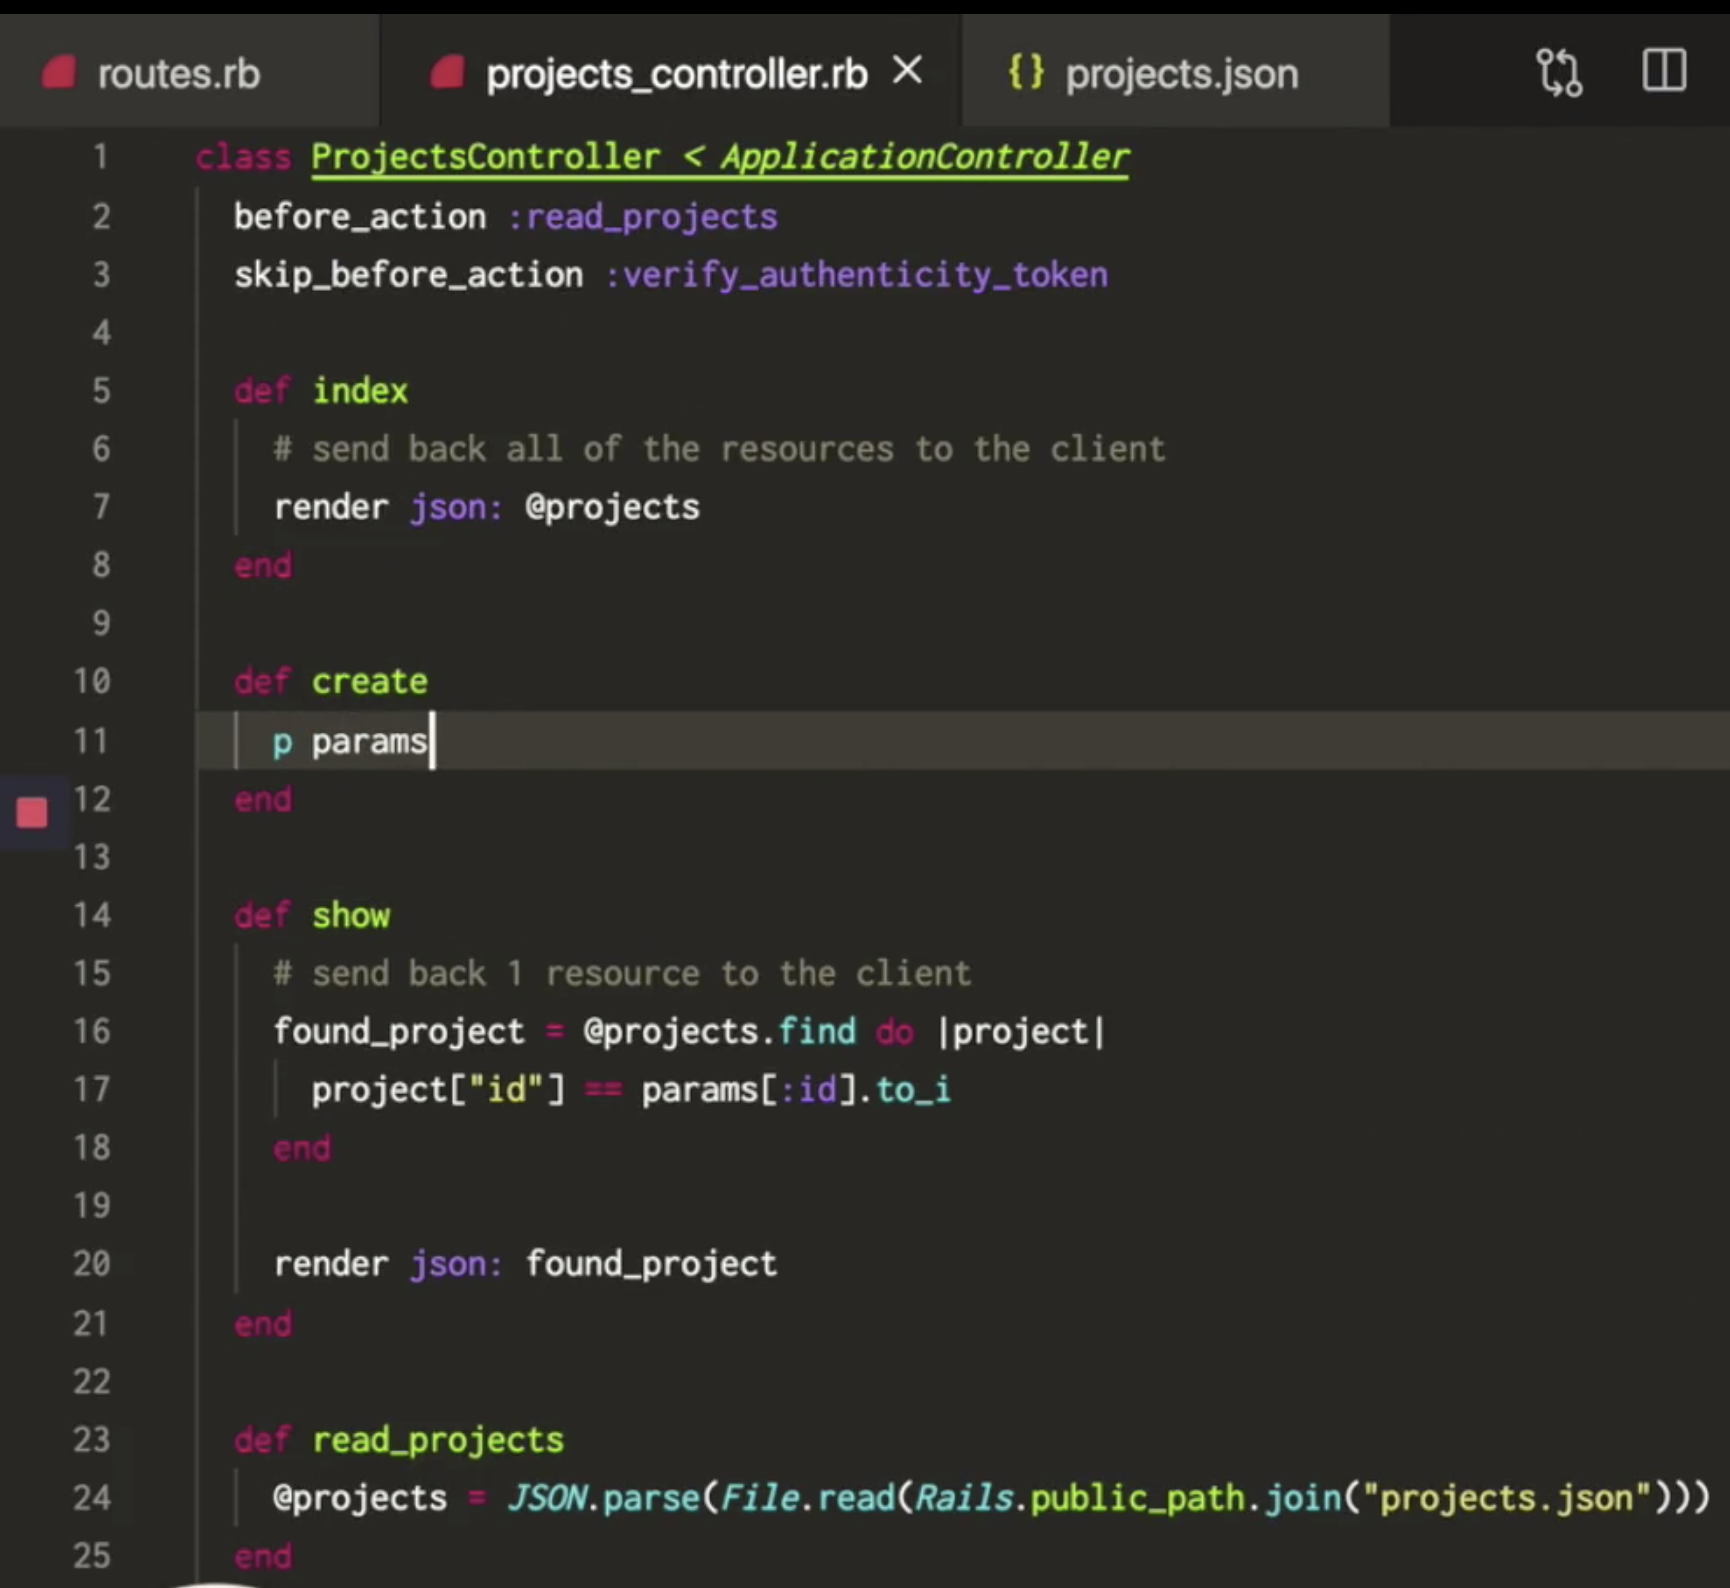 routes.rb
projects_controller.rb
{} projects.json
1 class ProjectsController < ApplicationController
2 before_action :read_projects
3 skip_before_action :verify_authenticity_token
4
5 def index
6 # send back all of the resources to the client
7 render json: @projects
8 end
9
10 def create
11 p params
12 end
13
14 def show
15 # send back 1 resource to the client
16 found_project = @projects.find do |project|
17 project["id"] == params[:id].to_i
18 end
19
20 render json: found_project
21 end
22
23 def read_projects
24 @projects = JSON.parse(File.read(Rails.public_path.join("projects.json")))
25 end